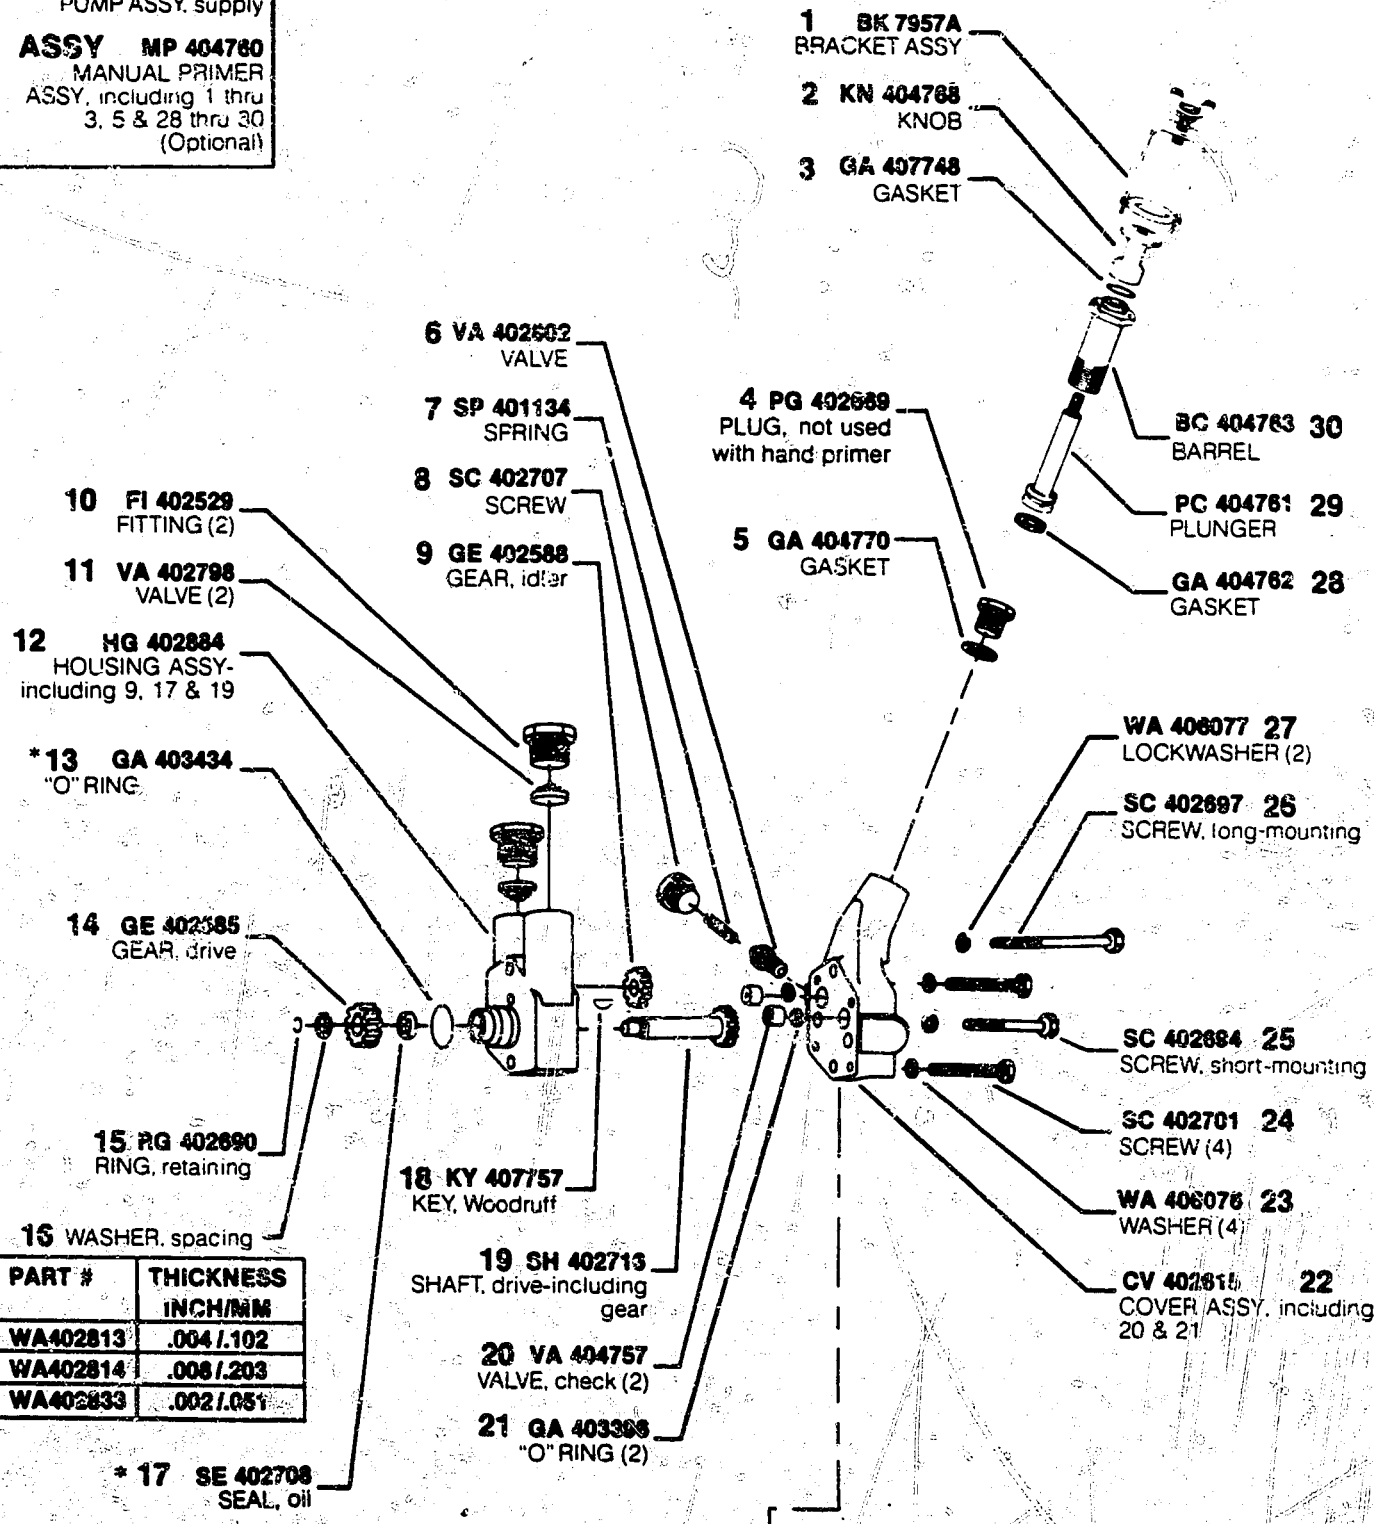 PUMP ASSY, supply
ASSY MP 404760
MANUAL PRIMER
ASSY, including 1 thru
3, 5 & 28 thru 30
(Optional)
1 BK 7957A
BRACKET ASSY
2 KN 404768
KNOB
3 GA 407748
GASKET
6 VA 402602
VALVE
7 SP 401134
SPRING
8 SC 402707
SCREW
9 GE 402588
GEAR, idler
4 PG 402669
PLUG, not used
with hand primer
5 GA 404770
GASKET
BC 404763 30
BARREL
PC 404761 29
PLUNGER
GA 404762 28
GASKET
10 FI 402529
FITTING (2)
11 VA 402798
VALVE (2)
12 HG 402884
HOUSING ASSY-
including 9, 17 & 19
*13 GA 403434
"O" RING
14 GE 402585
GEAR, drive
15 RG 402690
RING, retaining
16 WASHER, spacing
PART # THICKNESS
INCH/MM
WA402813 .004/.102
WA402814 .008/.203
WA402833 .002/.051
* 17 SE 402708
SEAL, oil
18 KY 407757
KEY, Woodruff
19 SH 402713
SHAFT, drive-including
gear
20 VA 404757
VALVE, check (2)
21 GA 403396
"O" RING (2)
WA 406077 27
LOCKWASHER (2)
SC 402697 26
SCREW, long-mounting
SC 402694 25
SCREW, short-mounting
SC 402701 24
SCREW (4)
WA 406076 23
WASHER (4)
CV 402615 22
COVER ASSY, including
20 & 21